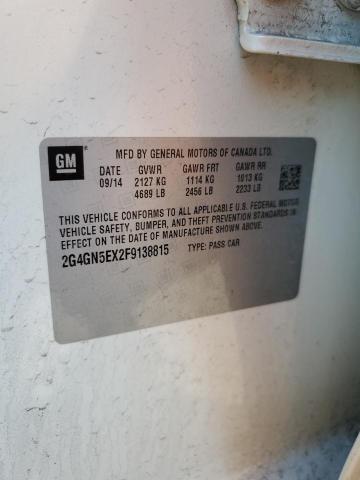 GM
MFD BY GENERAL MOTORS OF CANADA LTD.
DATE GVWR GAWR FRT GAWR RR
09/14 2127 KG 1114 KG 1013 KG
4689 LB 2456 LB 2233 LB
THIS VEHICLE CONFORMS TO ALL APPLICABLE U.S. FEDERAL MOTOR
VEHICLE SAFETY, BUMPER, AND THEFT PREVENTION STANDARDS IN
EFFECT ON THE DATE OF MANUFACTURE SHOWN ABOVE.
2G4GN5EX2F9138815 TYPE: PASS CAR